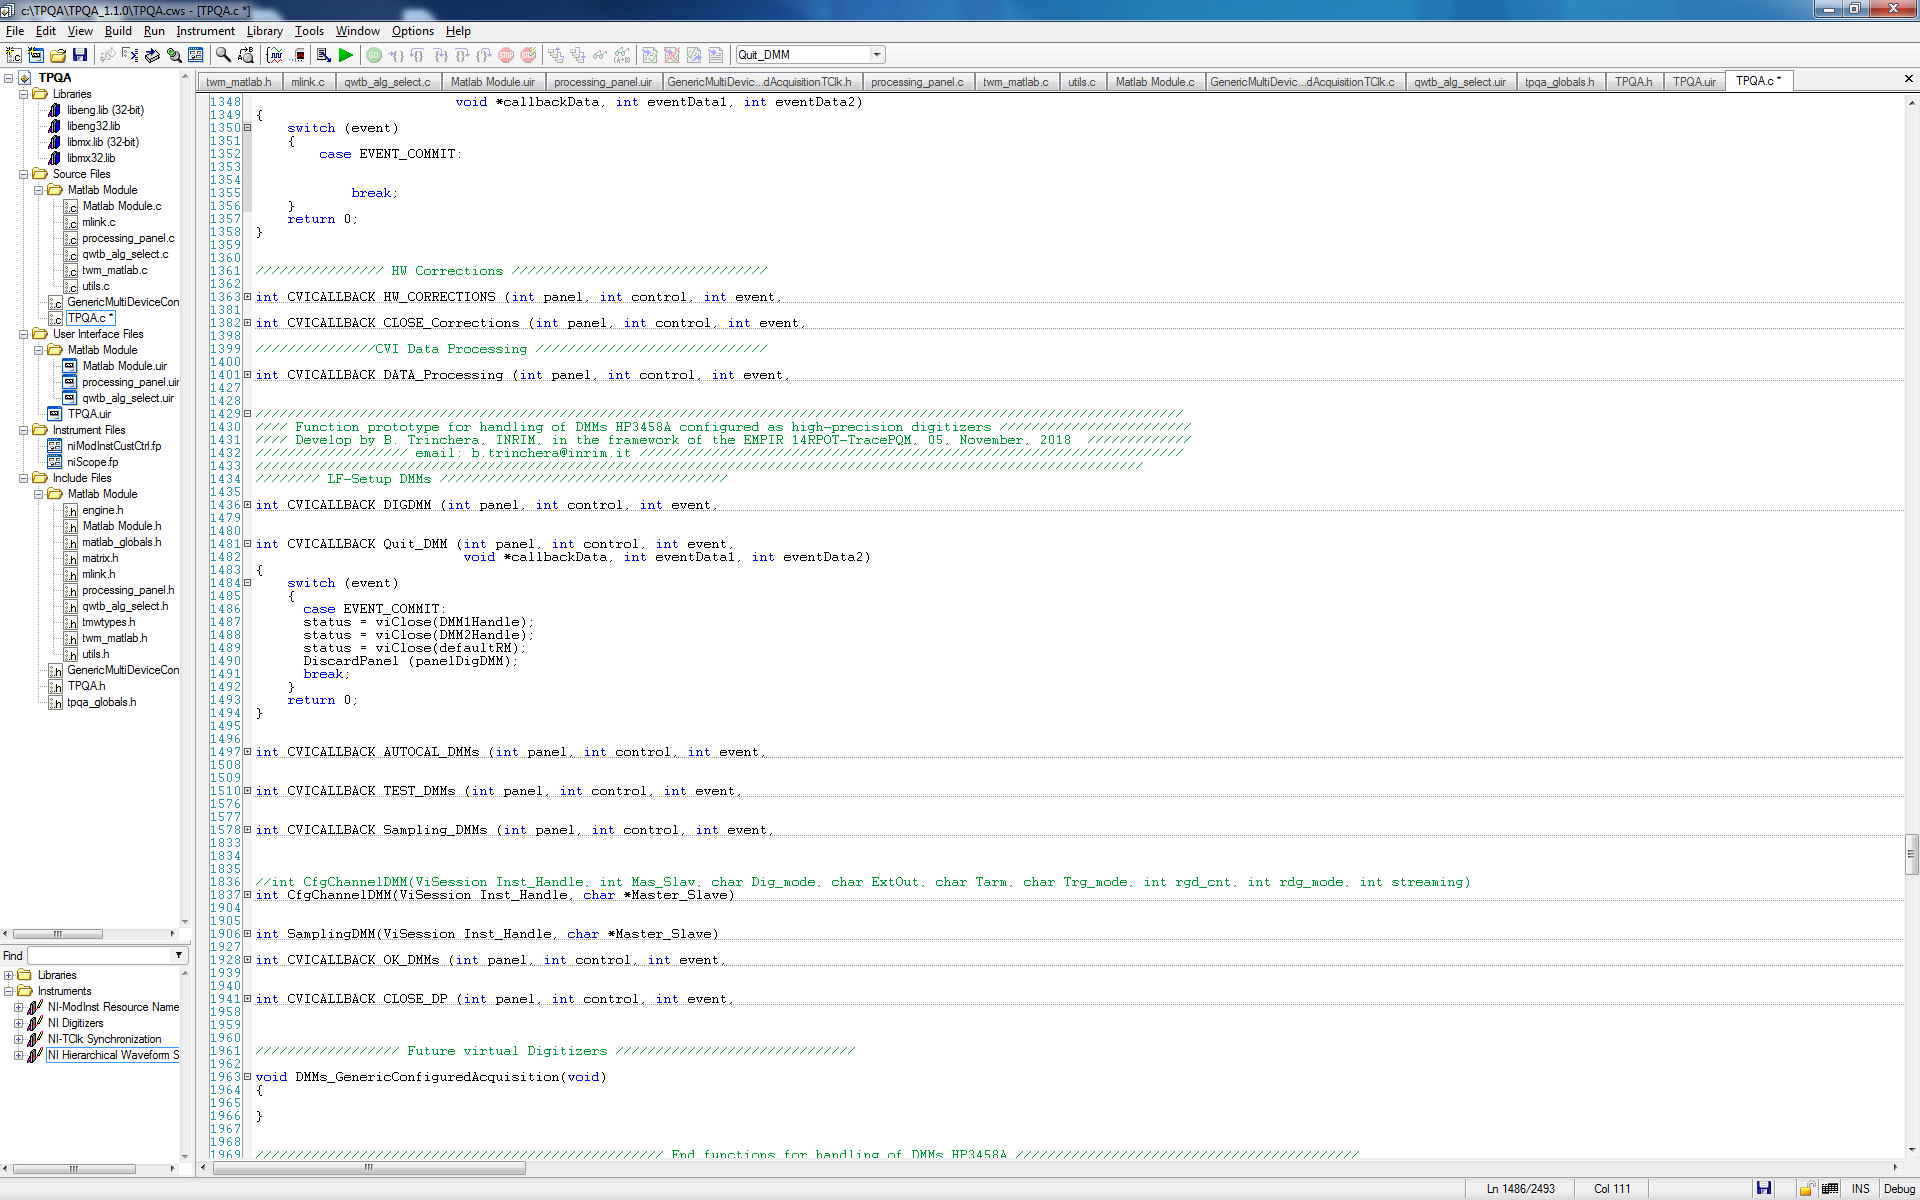 c:\TPQA\TPQA_1.1.0\TPQA.cws - [TPQA.c *]
File Edit View Build Run Instrument Library Tools Window Options Help
Quit_DMM
twm_matlab.h mlink.c qwtb_alg_select.c Matlab Module.uir processing_panel.uir GenericMultiDevic...dAcquisitionTClk.h processing_panel.c twm_matlab.c utils.c Matlab Module.c GenericMultiDevic...dAcquisitionTClk.c qwtb_alg_select.uir tpqa_globals.h TPQA.h TPQA.uir TPQA.c *
TPQA
Libraries
libeng.lib (32-bit)
libeng32.lib
libmx.lib (32-bit)
libmx32.lib
Source Files
Matlab Module
Matlab Module.c
mlink.c
processing_panel.c
qwtb_alg_select.c
twm_matlab.c
utils.c
GenericMultiDeviceCon
TPQA.c *
User Interface Files
Matlab Module
Matlab Module.uir
processing_panel.uir
qwtb_alg_select.uir
TPQA.uir
Instrument Files
niModInstCustCtrl.fp
niScope.fp
Include Files
Matlab Module
engine.h
Matlab Module.h
matlab_globals.h
matrix.h
mlink.h
processing_panel.h
qwtb_alg_select.h
tmwtypes.h
twm_matlab.h
utils.h
GenericMultiDeviceCon
TPQA.h
tpqa_globals.h
Find
Libraries
Instruments
NI-ModInst Resource Name
NI Digitizers
NI-TClk Synchronization
NI Hierarchical Waveform S
1348 void *callbackData, int eventData1, int eventData2)
1349 {
1350 switch (event)
1351 {
1352 case EVENT_COMMIT:
1353
1354
1355 break;
1356 }
1357 return 0;
1358 }
1359
1360
1361 //////////////// HW Corrections ////////////////////////////////
1362
1363 int CVICALLBACK HW_CORRECTIONS (int panel, int control, int event,
1381
1382 int CVICALLBACK CLOSE_Corrections (int panel, int control, int event,
1398
1399 ///////////////CVI Data Processing /////////////////////////////
1400
1401 int CVICALLBACK DATA_Processing (int panel, int control, int event,
1427
1428
1429 ////////////////////////////////////////////////////////////////////////////////////////////////////////////////////
1430 //// Function prototype for handling of DMMs HP3458A configured as high-precision digitizers ////////////////////////
1431 //// Develop by B. Trinchera, INRIM, in the framework of the EMPIR 14RPOT-TracePQM, 05, November, 2018 /////////////
1432 /////////////////// email: b.trinchera@inrim.it ////////////////////////////////////////////////////////////////////
1433 ///////////////////////////////////////////////////////////////////////////////////////////////////////////////
1434 //////// LF-Setup DMMs ////////////////////////////////////
1435
1436 int CVICALLBACK DIGDMM (int panel, int control, int event,
1479
1480
1481 int CVICALLBACK Quit_DMM (int panel, int control, int event,
1482 void *callbackData, int eventData1, int eventData2)
1483 {
1484 switch (event)
1485 {
1486 case EVENT_COMMIT:
1487 status = viClose(DMM1Handle);
1488 status = viClose(DMM2Handle);
1489 status = viClose(defaultRM);
1490 DiscardPanel (panelDigDMM);
1491 break;
1492 }
1493 return 0;
1494 }
1495
1496
1497 int CVICALLBACK AUTOCAL_DMMs (int panel, int control, int event,
1508
1509
1510 int CVICALLBACK TEST_DMMs (int panel, int control, int event,
1576
1577
1578 int CVICALLBACK Sampling_DMMs (int panel, int control, int event,
1833
1834
1835
1836 //int CfgChannelDMM(ViSession Inst_Handle, int Mas_Slav, char Dig_mode, char ExtOut, char Tarm, char Trg_mode, int rgd_cnt, int rdg_mode, int streaming)
1837 int CfgChannelDMM(ViSession Inst_Handle, char *Master_Slave)
1904
1905
1906 int SamplingDMM(ViSession Inst_Handle, char *Master_Slave)
1927
1928 int CVICALLBACK OK_DMMs (int panel, int control, int event,
1939
1940
1941 int CVICALLBACK CLOSE_DP (int panel, int control, int event,
1958
1959
1960
1961 ////////////////// Future virtual Digitizers //////////////////////////////
1962
1963 void DMMs_GenericConfiguredAcquisition(void)
1964 {
1965
1966 }
1967
1968
1969 /////////////////////////////////////////////////// End functions for handling of DMMs HP3458A ///////////////////////////////////////////
Ln 1486/2493 Col 111 INS Debug